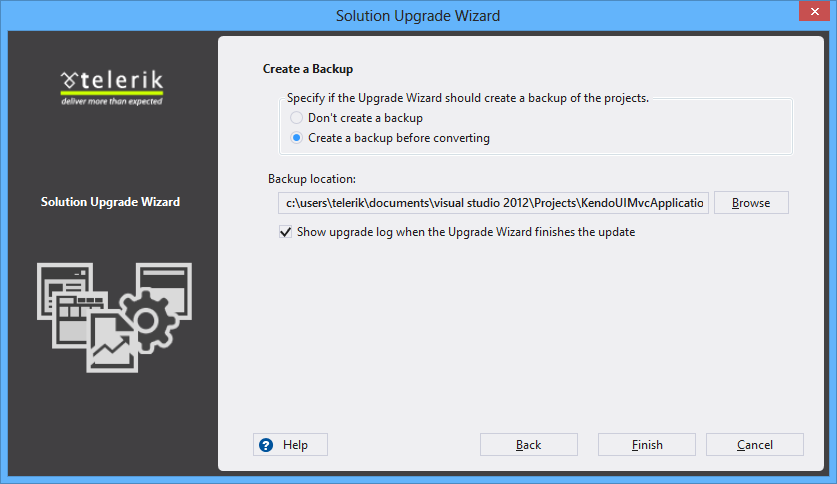 Solution Upgrade Wizard
telerik
deliver more than expected
Solution Upgrade Wizard
Create a Backup
Specify if the Upgrade Wizard should create a backup of the projects.
Don't create a backup
Create a backup before converting
Backup location:
c:\users\telerik\documents\visual studio 2012\Projects\KendoUIMvcApplicatio
Browse
Show upgrade log when the Upgrade Wizard finishes the update
? Help
Back
Finish
Cancel